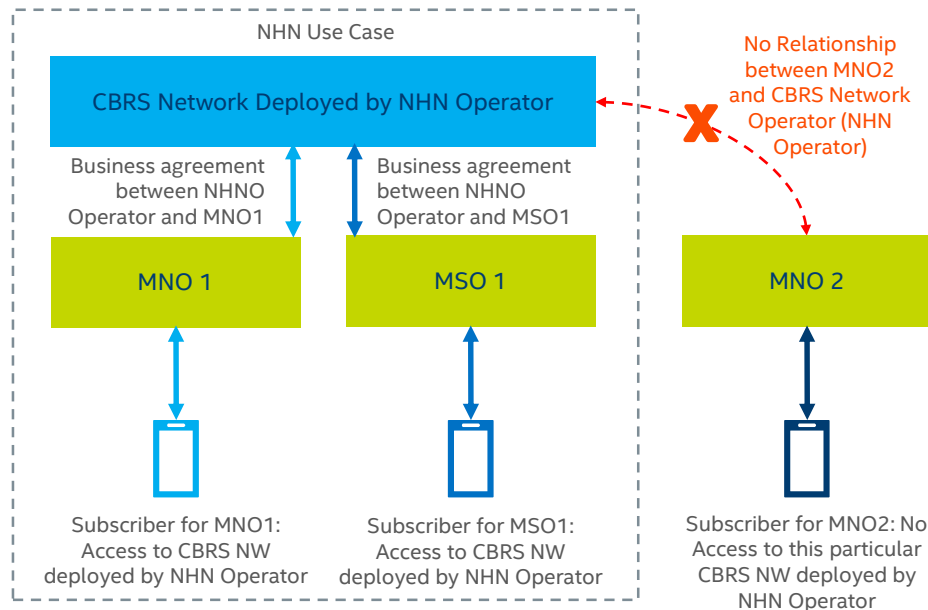 NHN Use Case
CBRS Network Deployed by NHN Operator
No Relationship
between MNO2
and CBRS Network
Operator (NHN
Operator)
X
Business agreement
between NHNO
Operator and MNO1
Business agreement
between NHNO
Operator and MSO1
MNO 1
MSO 1
MNO 2
Subscriber for MNO1:
Access to CBRS NW
deployed by NHN Operator
Subscriber for MSO1:
Access to CBRS NW
deployed by NHN Operator
Subscriber for MNO2: No
Access to this particular
CBRS NW deployed by
NHN Operator